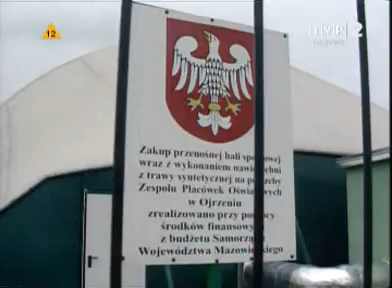 12
TVP2
Zakup przenośnej hali sportowej
wraz z wykonaniem nawierzchni
z trawy syntetycznej na potrzeby
Zespołu Placówek Oświatowych
w Ojrzeniu
zrealizowano przy pomocy
środków finansowych
z budżetu Samorządu
Województwa Mazowieckiego